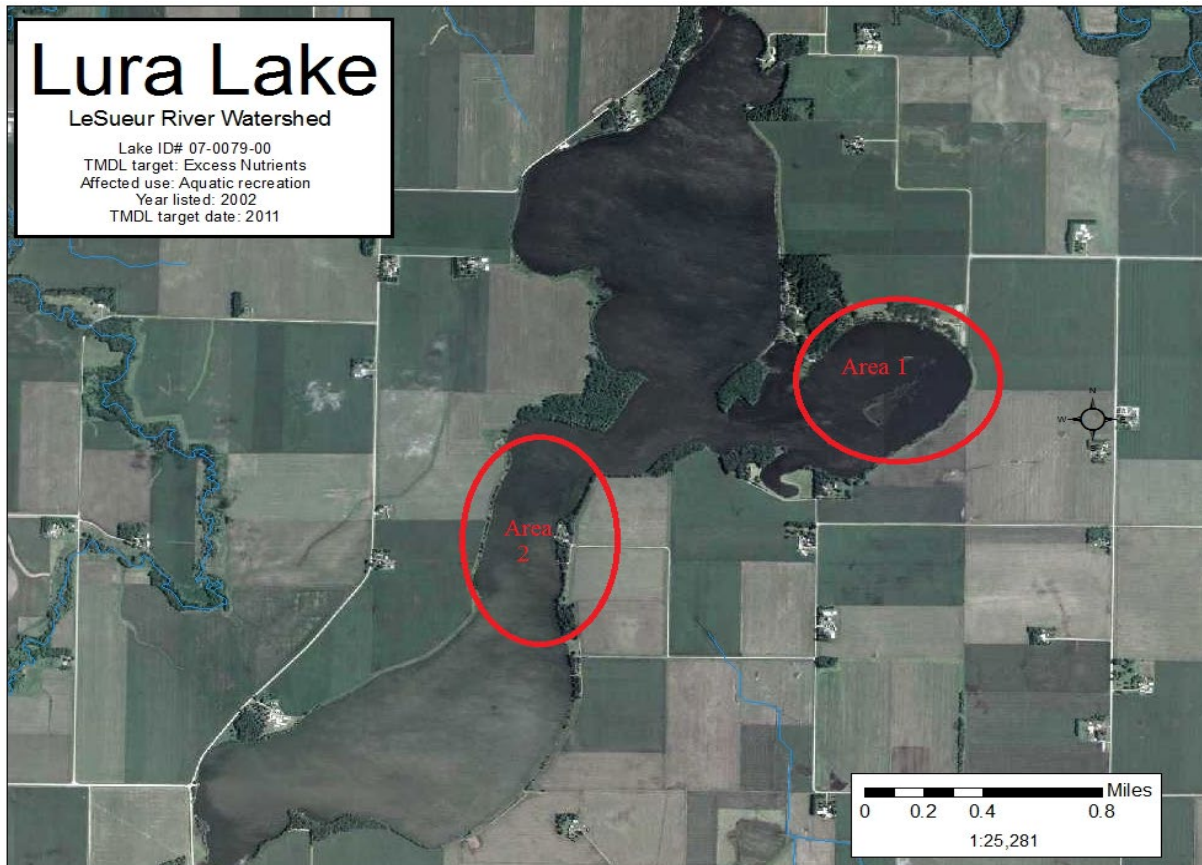 Lura Lake
LeSueur River Watershed
Lake ID# 07-0079-00
TMDL target: Excess Nutrients
Affected use: Aquatic recreation
Year listed: 2002
TMDL target date: 2011
Area 1
N
W
Area
2
Miles
0 0.2 0.4 0.8
1:25,281